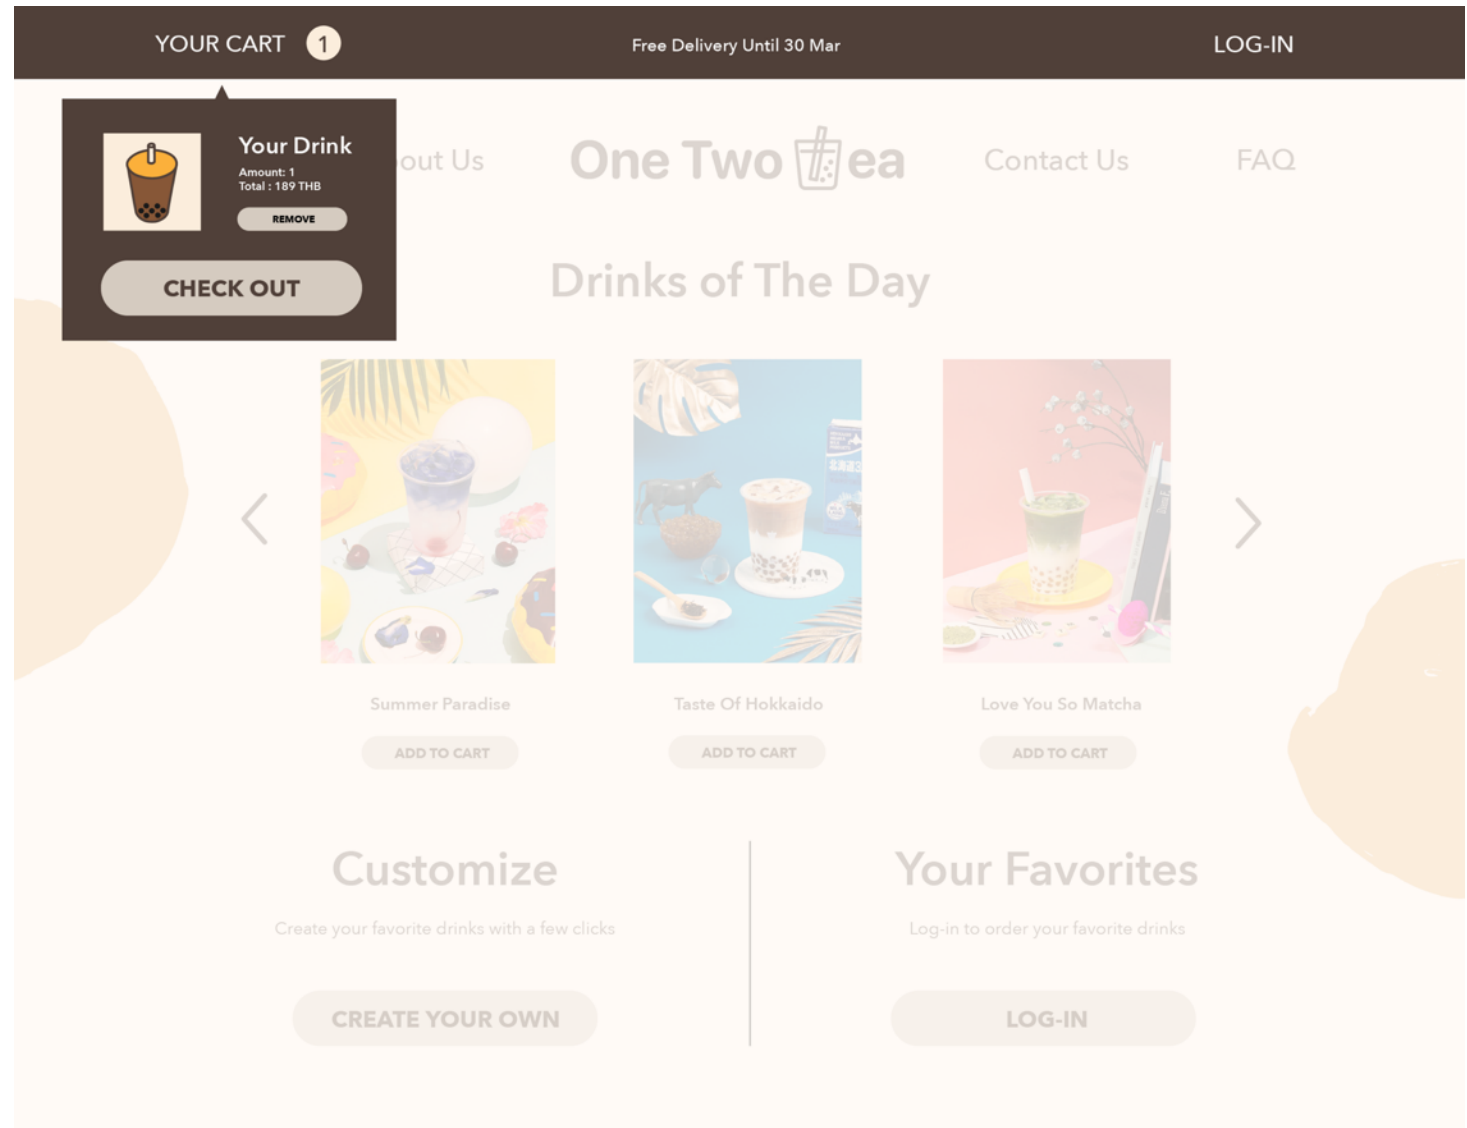 YOUR CART 1
Free Delivery Until 30 Mar
LOG-IN
Your Drink
Amount: 1
Total : 189 THB
REMOVE
CHECK OUT
out Us
One Two ea
Contact Us
FAQ
Drinks of The Day
Summer Paradise
Taste Of Hokkaido
Love You So Matcha
ADD TO CART
ADD TO CART
ADD TO CART
Customize
Your Favorites
Create your favorite drinks with a few clicks
Log-in to order your favorite drinks
CREATE YOUR OWN
LOG-IN